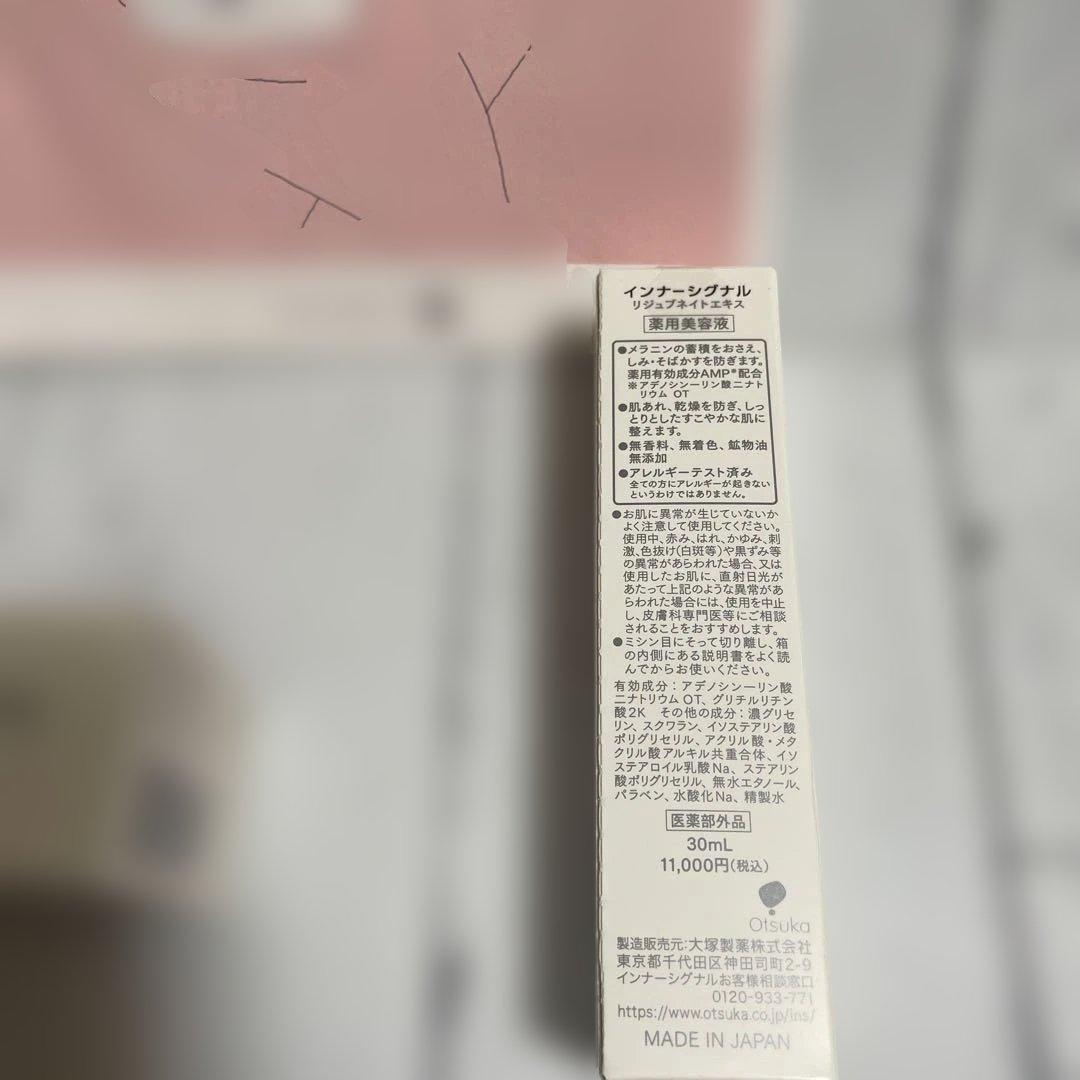 インナーシグナル
リジュブネイトエキス
薬用美容液
●メラニンの蓄積をおさえ、
しみ・そばかすを防ぎます。
薬用有効成分AMP※配合
※アデノシン一リン酸二ナト
リウム OT
●肌あれ、乾燥を防ぎ、しっ
とりとしたすこやかな肌に
整えます。
●無香料、無着色、鉱物油
無添加
●アレルギーテスト済み
全ての方にアレルギーが起きない
というわけではありません。
●お肌に異常が生じていないか
よく注意して使用してください。
使用中、赤み、はれ、かゆみ、刺
激、色抜け(白斑等)や黒ずみ等
の異常があらわれた場合、又は
使用したお肌に、直射日光が
あたって上記のような異常があ
らわれた場合には、使用を中止
し、皮膚科専門医等にご相談
されることをおすすめします。
●ミシン目にそって切り離し、箱
の内側にある説明書をよく読
んでからお使いください。
有効成分：アデノシン一リン酸
二ナトリウム OT、グリチルリチン
酸2K その他の成分：濃グリセ
リン、スクワラン、イソステアリン酸
ポリグリセリル、アクリル酸・メタ
クリル酸アルキル共重合体、イソ
ステアロイル乳酸Na、ステアリン
酸ポリグリセリル、無水エタノール、
パラベン、水酸化Na、精製水
医薬部外品
30mL
11,000円(税込)
Otsuka
製造販売元:大塚製薬株式会社
東京都千代田区神田司町2-9
インナーシグナルお客様相談窓口
0120-933-771
https://www.otsuka.co.jp/ins/
MADE IN JAPAN